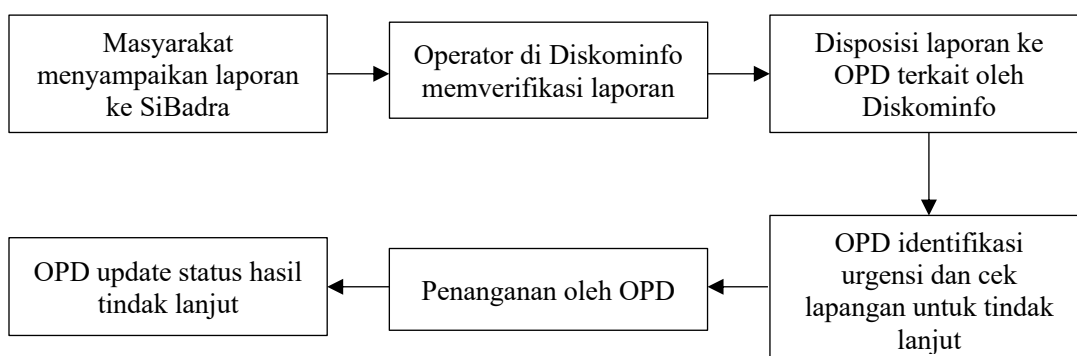 Masyarakat
menyampaikan laporan
ke SiBadra
Operator di Diskominfo
memverifikasi laporan
Disposisi laporan ke
OPD terkait oleh
Diskominfo
OPD identifikasi
urgensi dan cek
lapangan untuk tindak
lanjut
Penanganan oleh OPD
OPD update status hasil
tindak lanjut